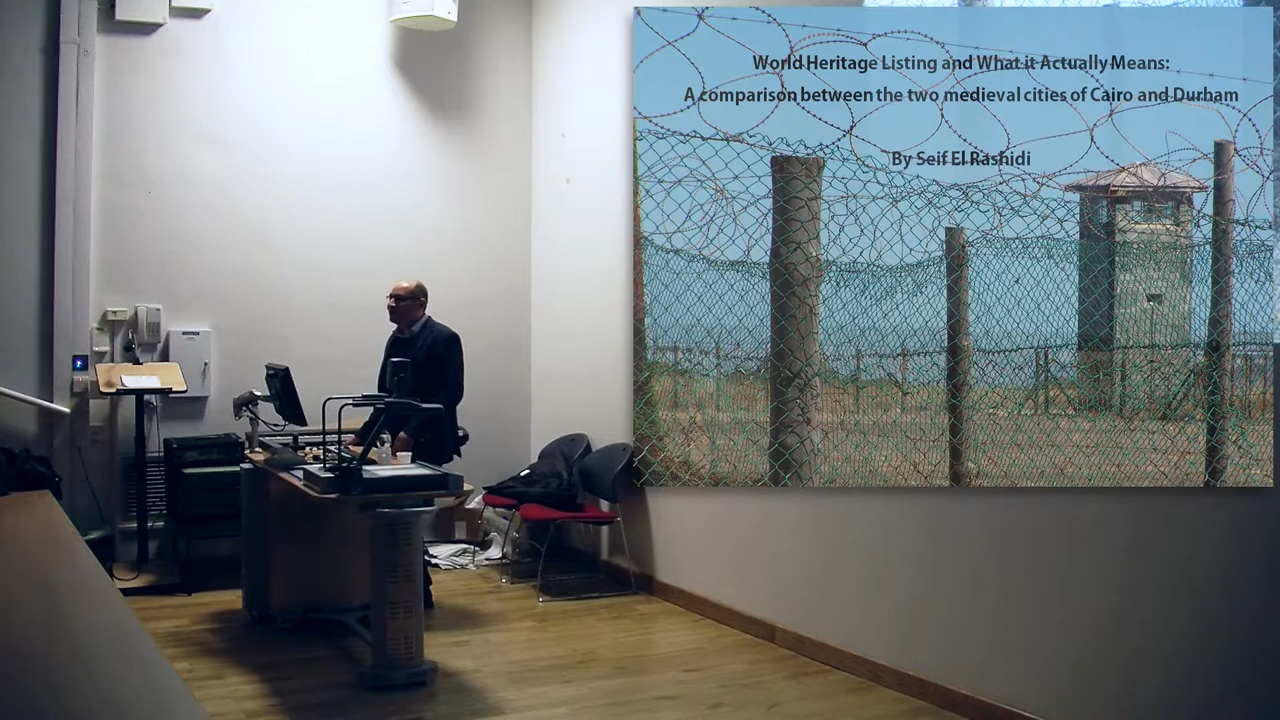 World Heritage Listing and What it Actually Means:
A comparison between the two medieval cities of Cairo and Durham
By Seif El Rashidi